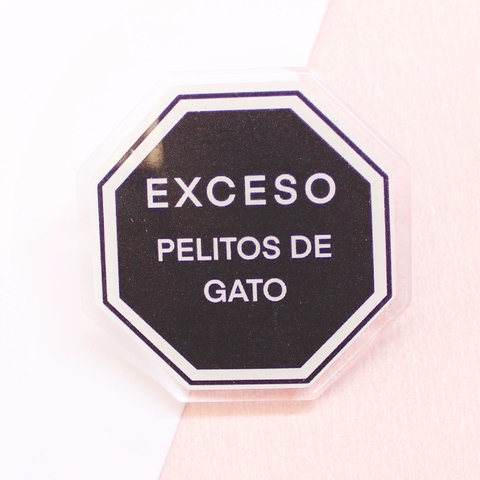 EXCESO
PELITOS DE
GATO